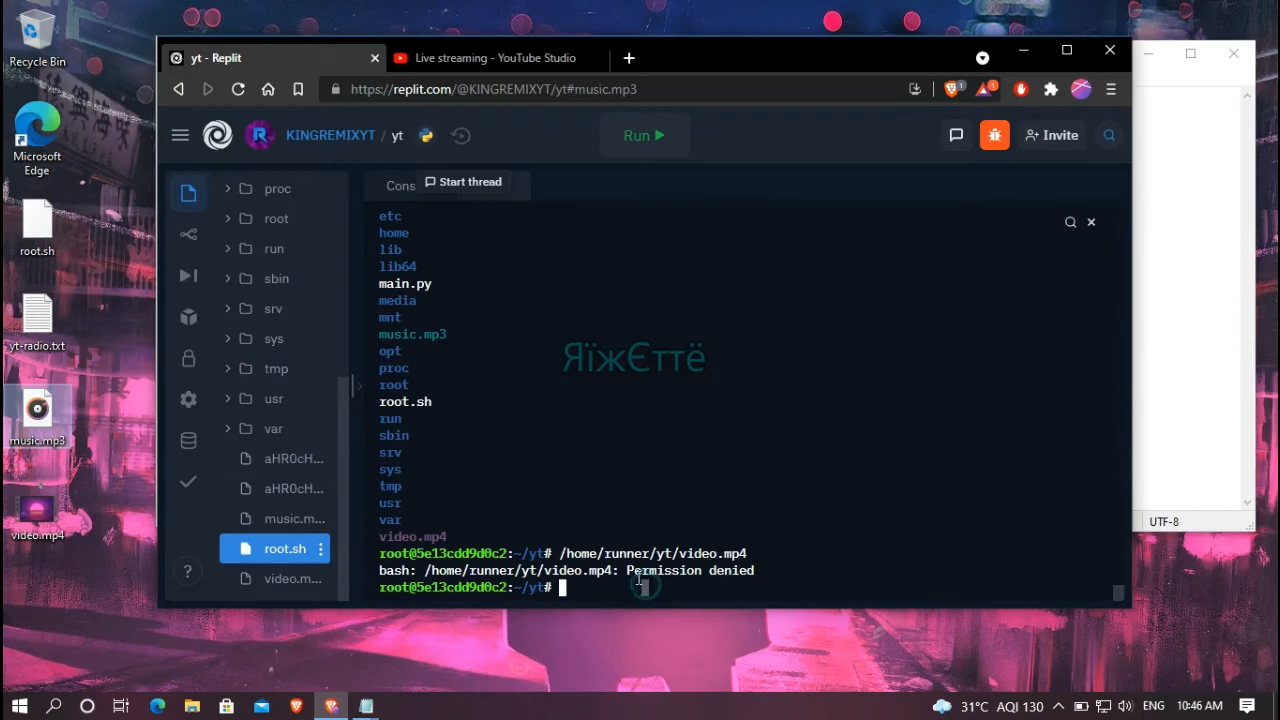 Recycle Bin
Microsoft
Edge
root.sh
yt-radio.txt
music.mp3
video.mp4
yt - Replit
Live streaming - YouTube Studio
https://replit.com/@KINGREMIXYT/yt#music.mp3
1
1
KINGREMIXYT / yt
Run
Invite
Cons
Start thread
proc
root
run
sbin
srv
sys
tmp
usr
var
aHR0cH...
aHR0cH...
music.m...
root.sh
video.m...
?
etc
home
lib
lib64
main.py
media
mnt
music.mp3
opt
proc
root
root.sh
run
sbin
srv
sys
tmp
usr
var
video.mp4
root@5e13cdd9d0c2:~/yt# /home/runner/yt/video.mp4
bash: /home/runner/yt/video.mp4: Permission denied
root@5e13cdd9d0c2:~/yt#
ЯїжЄттё
UTF-8
31°C AQI 130
ENG
10:46 AM